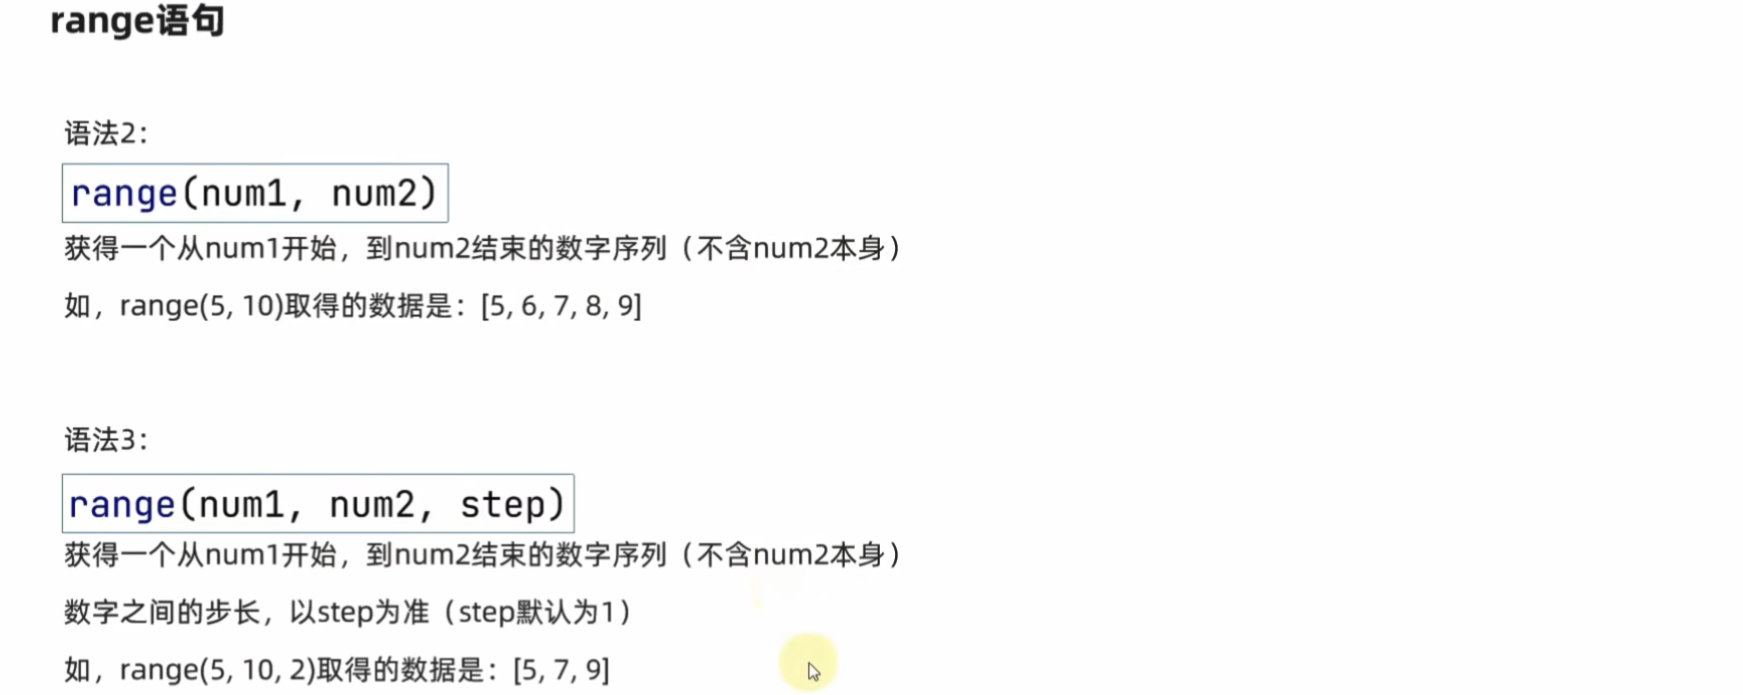 range语句
语法2：
range(num1, num2)
获得一个从num1开始，到num2结束的数字序列（不含num2本身）
如，range(5, 10)取得的数据是：[5, 6, 7, 8, 9]
语法3：
range(num1, num2, step)
获得一个从num1开始，到num2结束的数字序列（不含num2本身）
数字之间的步长，以step为准（step默认为1）
如，range(5, 10, 2)取得的数据是：[5, 7, 9]